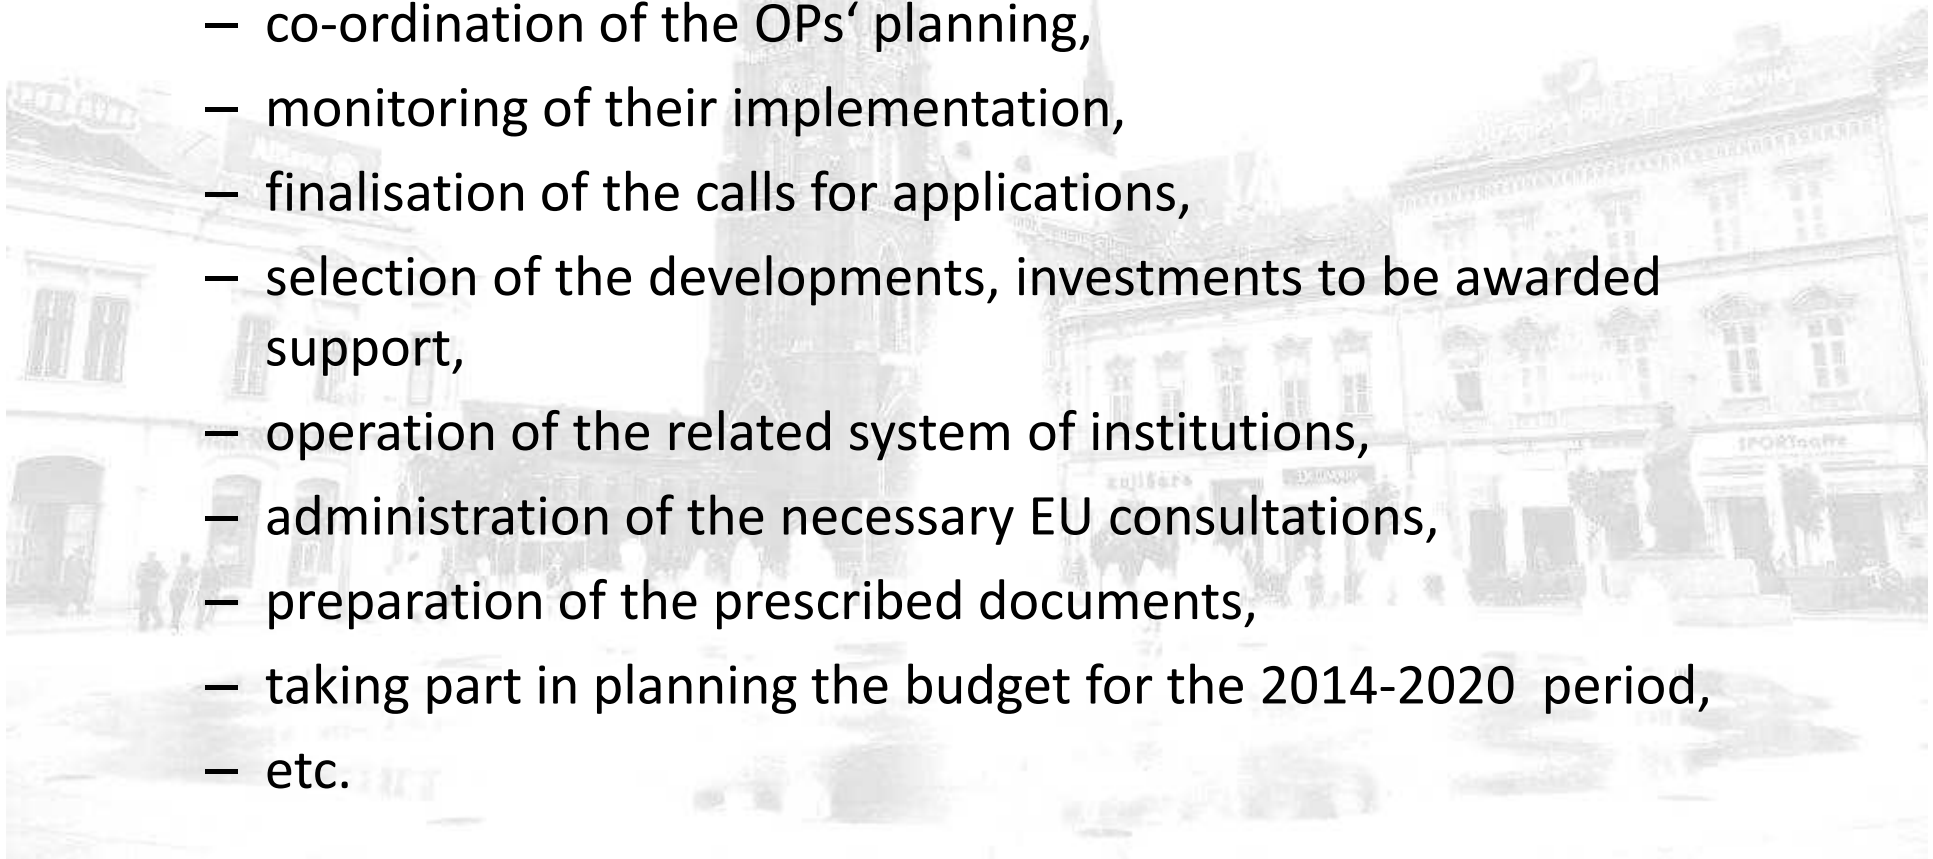 – co-ordination of the OPs‘ planning,
– monitoring of their implementation,
– finalisation of the calls for applications,
– selection of the developments, investments to be awarded
support,
– operation of the related system of institutions,
– administration of the necessary EU consultations,
– preparation of the prescribed documents,
– taking part in planning the budget for the 2014-2020  period,
– etc.